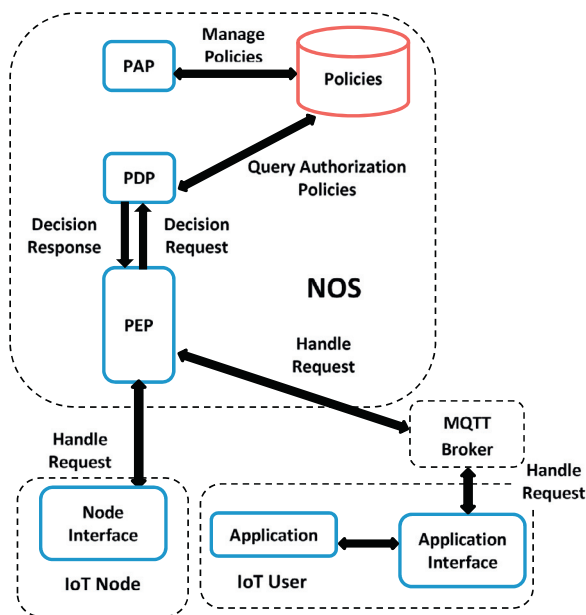 Manage
Policies
PAP
Policies
PDP
Query Authorization
Policies
Decision
Response
Decision
Request
NOS
PEP
Handle
Request
MQTT
Broker
Handle
Request
Handle
Request
Node
Interface
IoT Node
Application
Application
Interface
IoT User